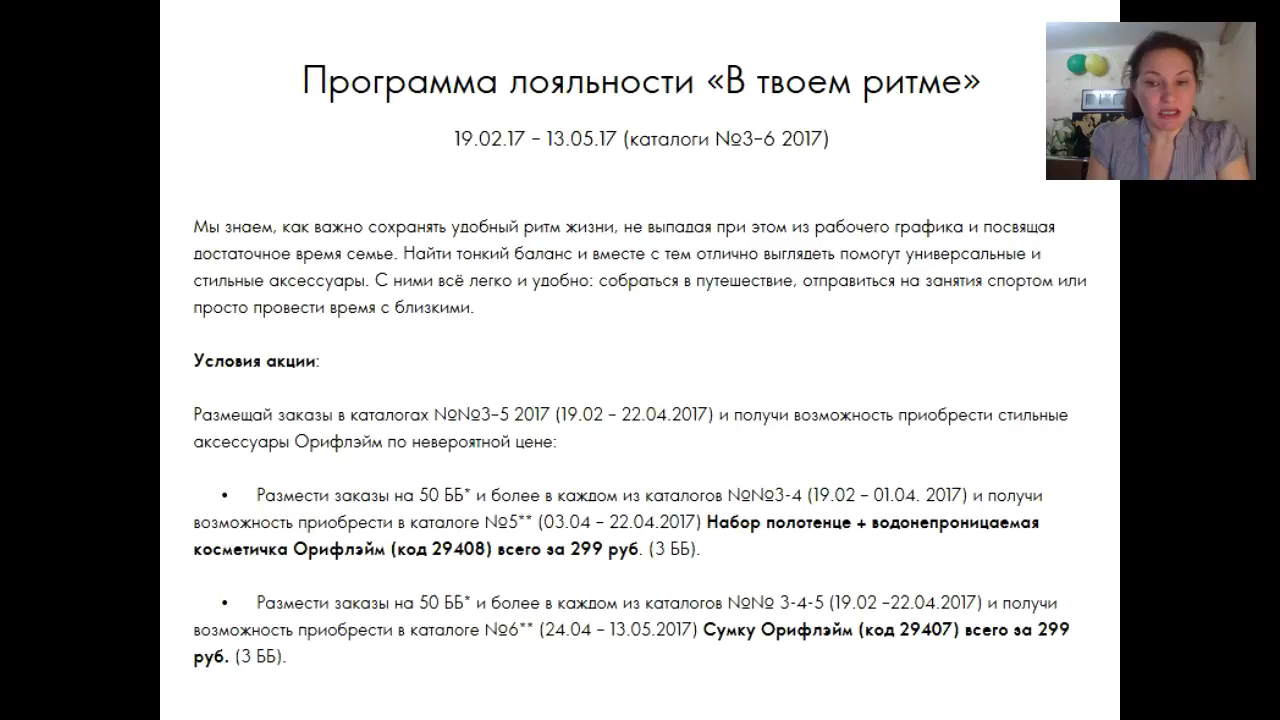 Программа лояльности «В твоем ритме»
19.02.17 – 13.05.17 (каталоги №3–6 2017)
Мы знаем, как важно сохранять удобный ритм жизни, не выпадая при этом из рабочего графика и посвящая
достаточное время семье. Найти тонкий баланс и вместе с тем отлично выглядеть помогут универсальные и
стильные аксессуары. С ними всё легко и удобно: собраться в путешествие, отправиться на занятия спортом или
просто провести время с близкими.
Условия акции:
Размещай заказы в каталогах №№3–5 2017 (19.02 – 22.04.2017) и получи возможность приобрести стильные
аксессуары Орифлэйм по невероятной цене:
• Размести заказы на 50 ББ* и более в каждом из каталогов №№3-4 (19.02 – 01.04. 2017) и получи
возможность приобрести в каталоге №5** (03.04 – 22.04.2017) Набор полотенце + водонепроницаемая
косметичка Орифлэйм (код 29408) всего за 299 руб. (3 ББ).
• Размести заказы на 50 ББ* и более в каждом из каталогов №№ 3-4-5 (19.02 –22.04.2017) и получи
возможность приобрести в каталоге №6** (24.04 – 13.05.2017) Сумку Орифлэйм (код 29407) всего за 299
руб. (3 ББ).